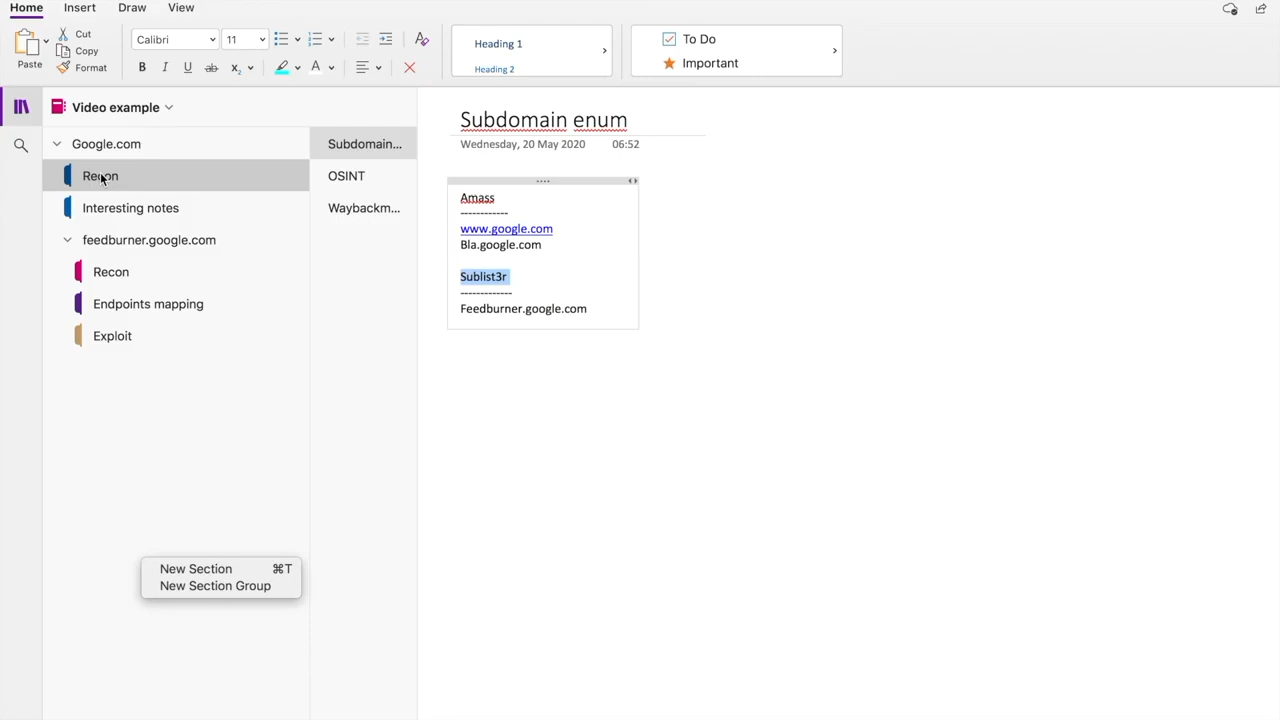 Home Insert Draw View
Paste
Cut
Copy
Format
Calibri 11
B I U ab x2 A
Heading 1
Heading 2
To Do
Important
Video example
Google.com
Recon
Interesting notes
feedburner.google.com
Recon
Endpoints mapping
Exploit
New Section ⌘T
New Section Group
Subdomain...
OSINT
Waybackm...
Subdomain enum
Wednesday, 20 May 2020 06:52
Amass
------------
www.google.com
Bla.google.com
Sublist3r
-------------
Feedburner.google.com